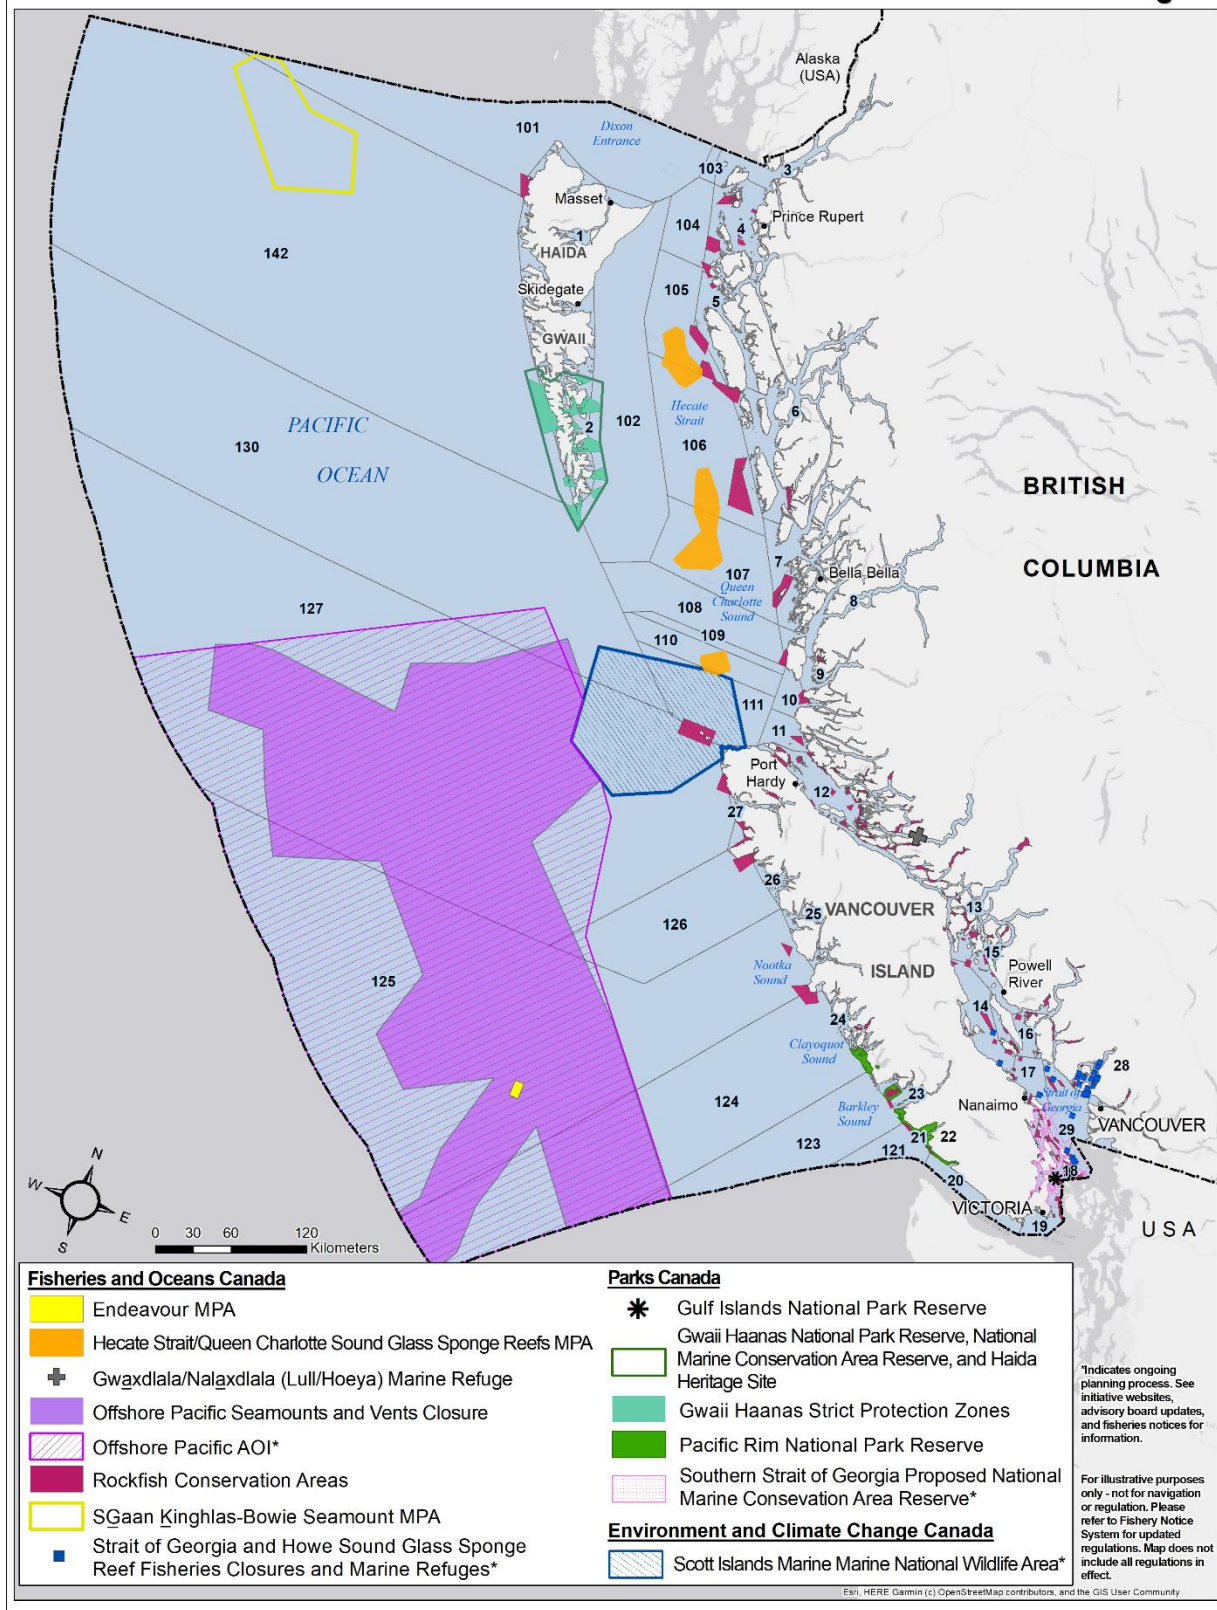 Alaska
(USA)
101
Dixon
Entrance
103
3
Masset
Prince Rupert
104
4
1
142
HAIDA
105
Skidegate
5
GWAII
Hecate
Strait
6
102
2
PACIFIC
130
106
OCEAN
BRITISH
7
107
Bella Bella
COLUMBIA
Queen
Charlotte
Sound
8
127
108
109
110
9
111
10
11
Port
Hardy
12
27
26
13
25
VANCOUVER
126
15
Nootka
Sound
ISLAND
Powell
River
125
14
24
16
Clayoquot
Sound
17
28
23
Strait of
Georgia
124
Barkley
Sound
Nanaimo
VANCOUVER
29
123
21
22
121
18
20
VICTORIA
19
U S A
N
W
E
S
0 30 60 120
Kilometers
Fisheries and Oceans Canada
Endeavour MPA
Hecate Strait/Queen Charlotte Sound Glass Sponge Reefs MPA
Gwaxdlala/Nalaxdlala (Lull/Hoeya) Marine Refuge
Offshore Pacific Seamounts and Vents Closure
Offshore Pacific AOI*
Rockfish Conservation Areas
SGaan Kinghlas-Bowie Seamount MPA
Strait of Georgia and Howe Sound Glass Sponge
Reef Fisheries Closures and Marine Refuges*
Parks Canada
Gulf Islands National Park Reserve
Gwaii Haanas National Park Reserve, National
Marine Conservation Area Reserve, and Haida
Heritage Site
Gwaii Haanas Strict Protection Zones
Pacific Rim National Park Reserve
Southern Strait of Georgia Proposed National
Marine Consevation Area Reserve*
Environment and Climate Change Canada
Scott Islands Marine Marine National Wildlife Area*
*Indicates ongoing
planning process. See
initiative websites,
advisory board updates,
and fisheries notices for
information.
For illustrative purposes
only - not for navigation
or regulation. Please
refer to Fishery Notice
System for updated
regulations. Map does not
include all regulations in
effect.
Esri, HERE Garmin (c) OpenStreetMap contributors, and the GIS User Community